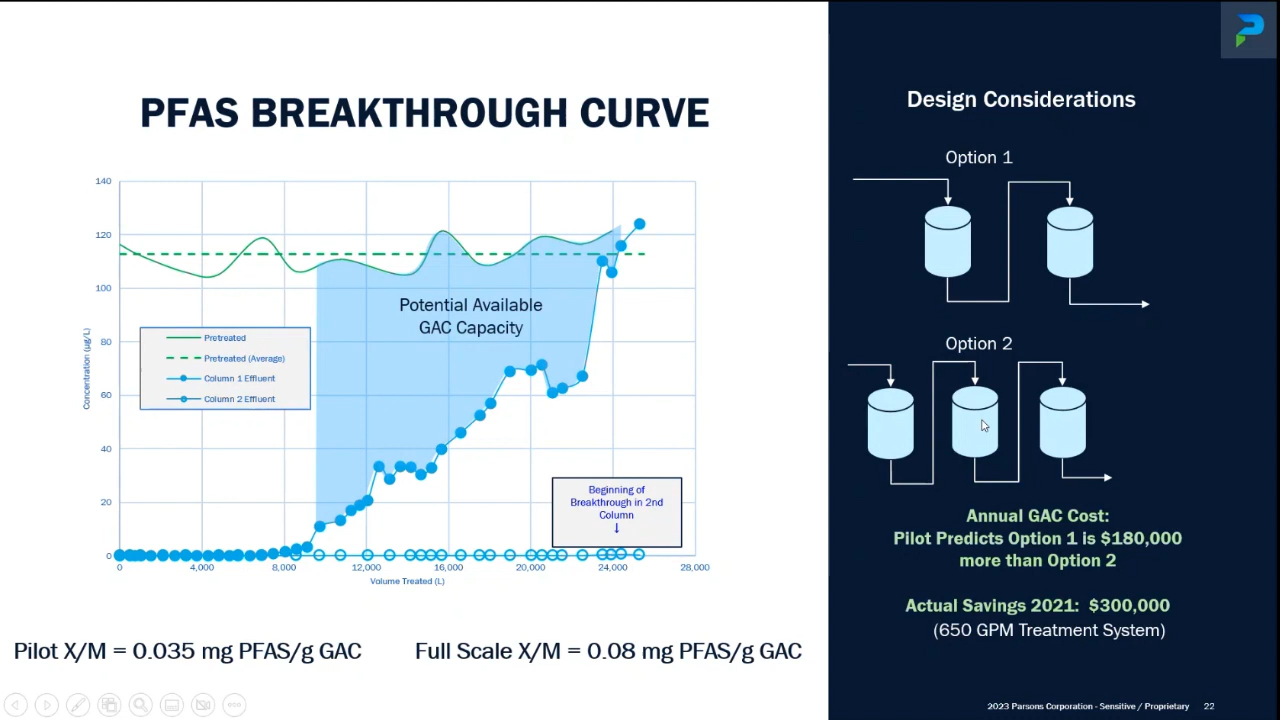 PFAS BREAKTHROUGH CURVE
140
120
100
80
60
40
20
0
Concentration (µg/L)
Potential Available
GAC Capacity
Pretreated
Pretreated (Average)
Column 1 Effluent
Column 2 Effluent
Beginning of
Breakthrough in 2nd
Column
↓
0
4,000
8,000
12,000
16,000
20,000
24,000
28,000
Volume Treated (L)
Pilot X/M = 0.035 mg PFAS/g GAC
Full Scale X/M = 0.08 mg PFAS/g GAC
Design Considerations
Option 1
Option 2
Annual GAC Cost:
Pilot Predicts Option 1 is $180,000
more than Option 2
Actual Savings 2021: $300,000
(650 GPM Treatment System)
2023 Parsons Corporation - Sensitive / Proprietary 22